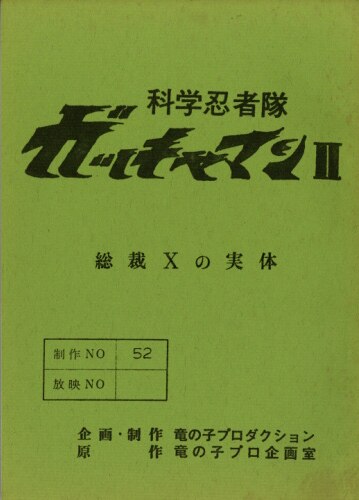 科学忍者隊
ガッチャマンII
総裁Xの実体
制作NO 52
放映NO
企画・制作 竜の子プロダクション
原 作 竜の子プロ企画室